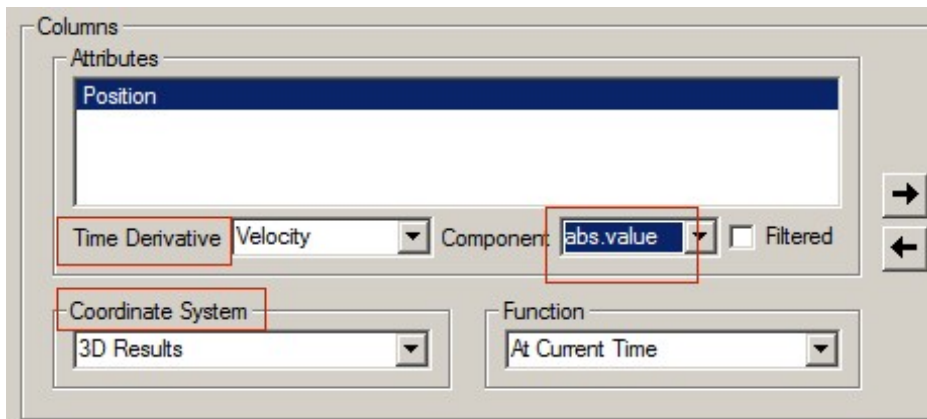 Columns
Attributes
Position
Time Derivative Velocity Component abs.value Filtered
Coordinate System
3D Results
Function
At Current Time